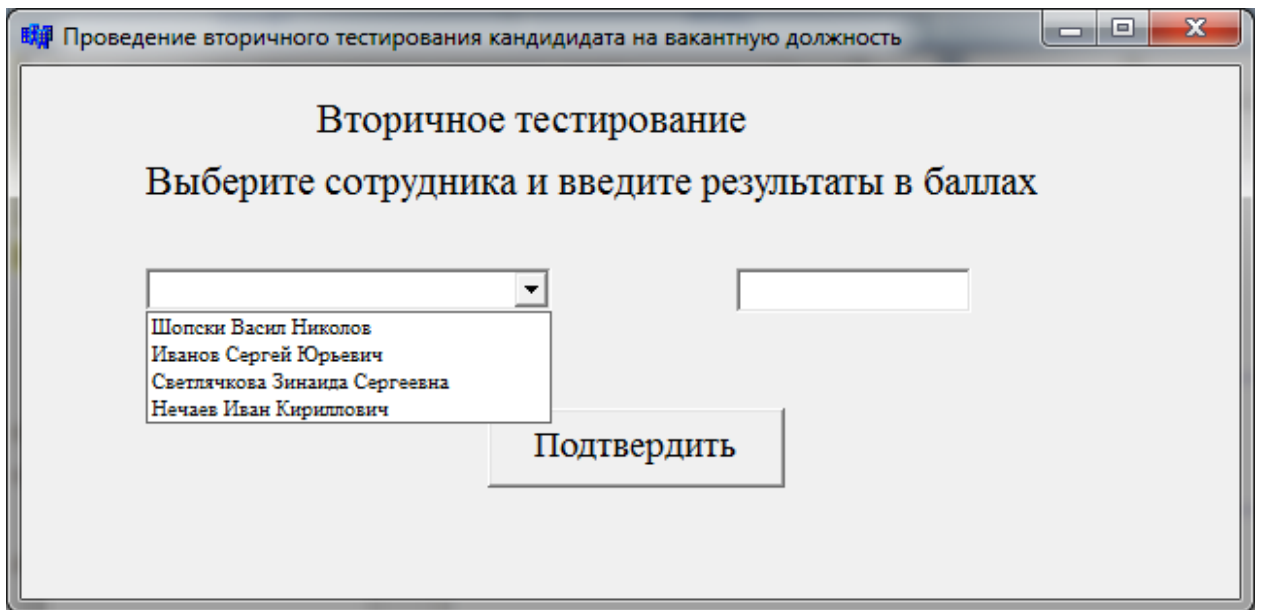 Проведение вторичного тестирования кандидидата на вакантную должность
Вторичное тестирование
Выберите сотрудника и введите результаты в баллах
Шопски Васил Николов
Иванов Сергей Юрьевич
Светлячкова Зинаида Сергеевна
Нечаев Иван Кириллович
Подтвердить